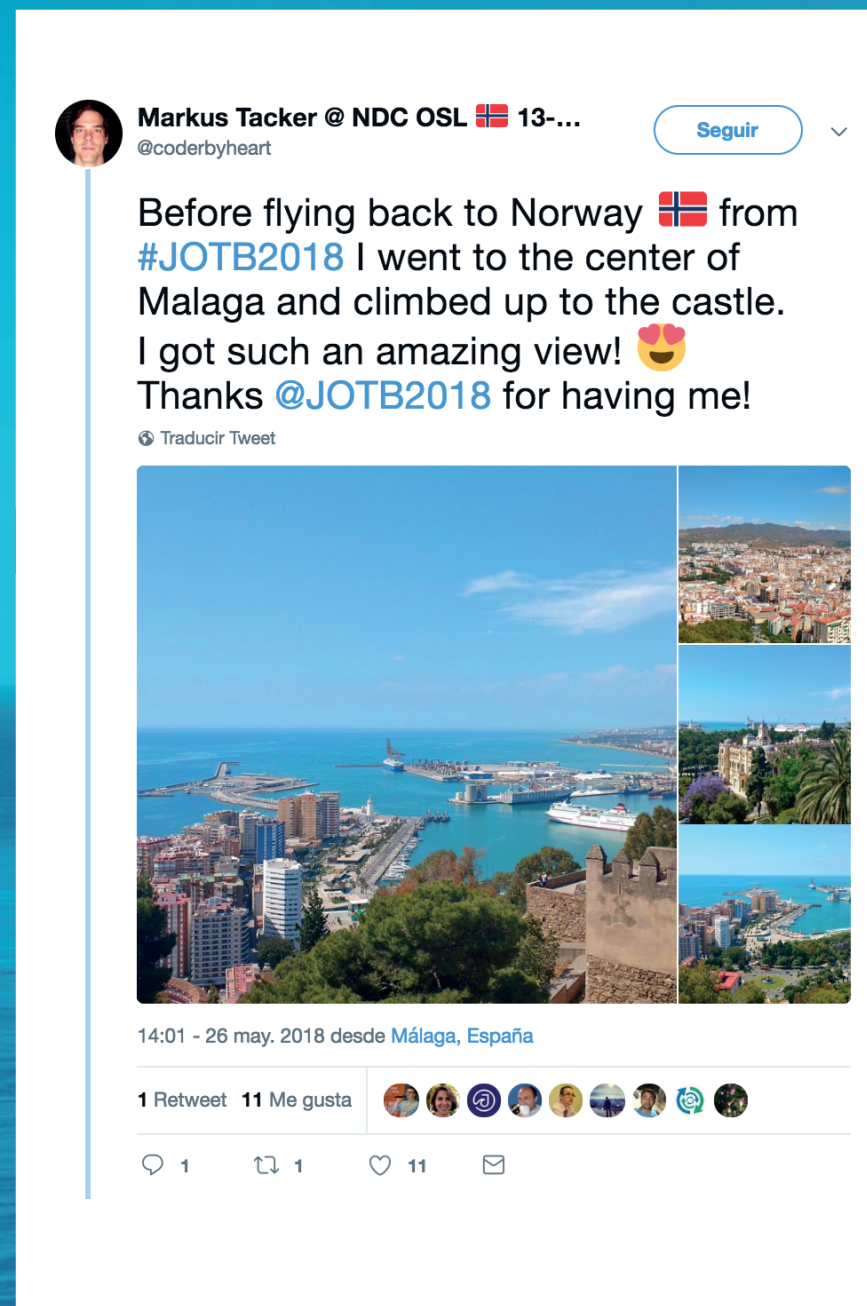 Markus Tacker @ NDC OSL 🇳🇴 13-...
Seguir
@coderbyheart
Before flying back to Norway 🇳🇴 from
#JOTB2018 I went to the center of
Malaga and climbed up to the castle.
I got such an amazing view! 😍
Thanks @JOTB2018 for having me!
Traducir Tweet
14:01 - 26 may. 2018 desde Málaga, España
1 Retweet 11 Me gusta
1 1 11